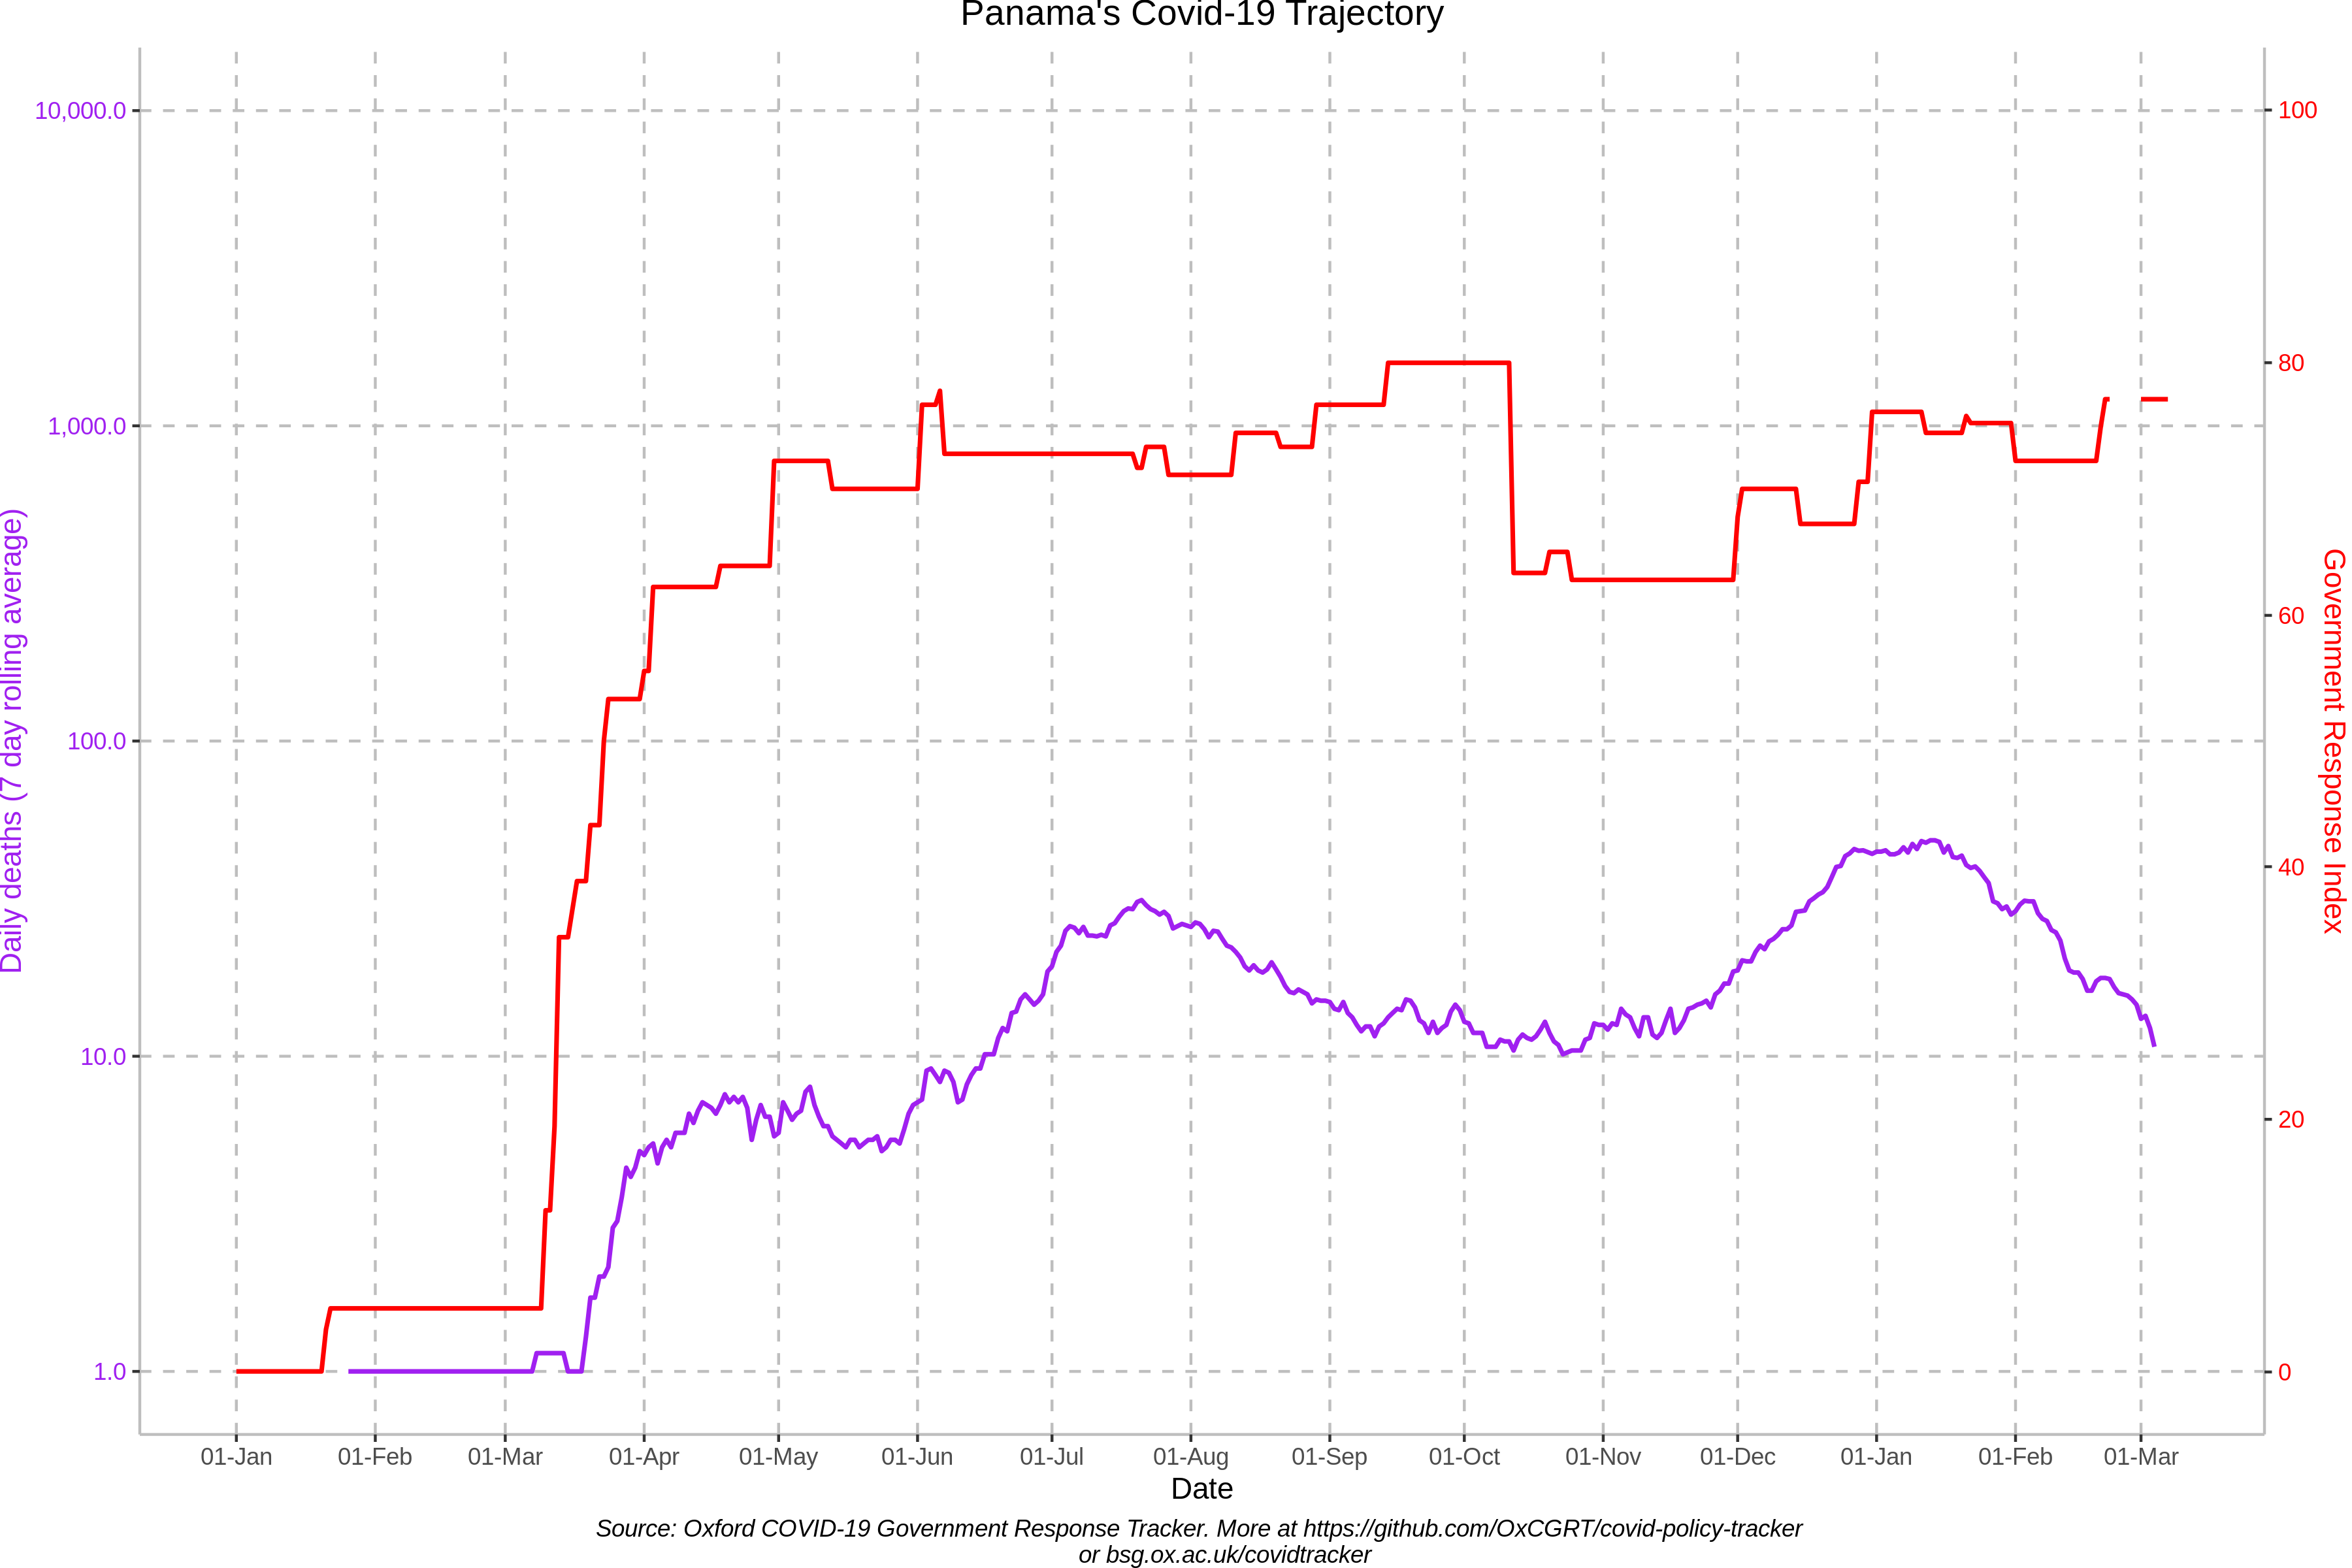 Panama's Covid-19 Trajectory
10,000.0
1,000.0
100.0
10.0
1.0
Daily deaths (7 day rolling average)
100
80
60
40
20
0
Government Response Index
01-Jan 01-Feb 01-Mar 01-Apr 01-May 01-Jun 01-Jul 01-Aug 01-Sep 01-Oct 01-Nov 01-Dec 01-Jan 01-Feb 01-Mar
Date
Source: Oxford COVID-19 Government Response Tracker. More at https://github.com/OxCGRT/covid-policy-tracker
or bsg.ox.ac.uk/covidtracker